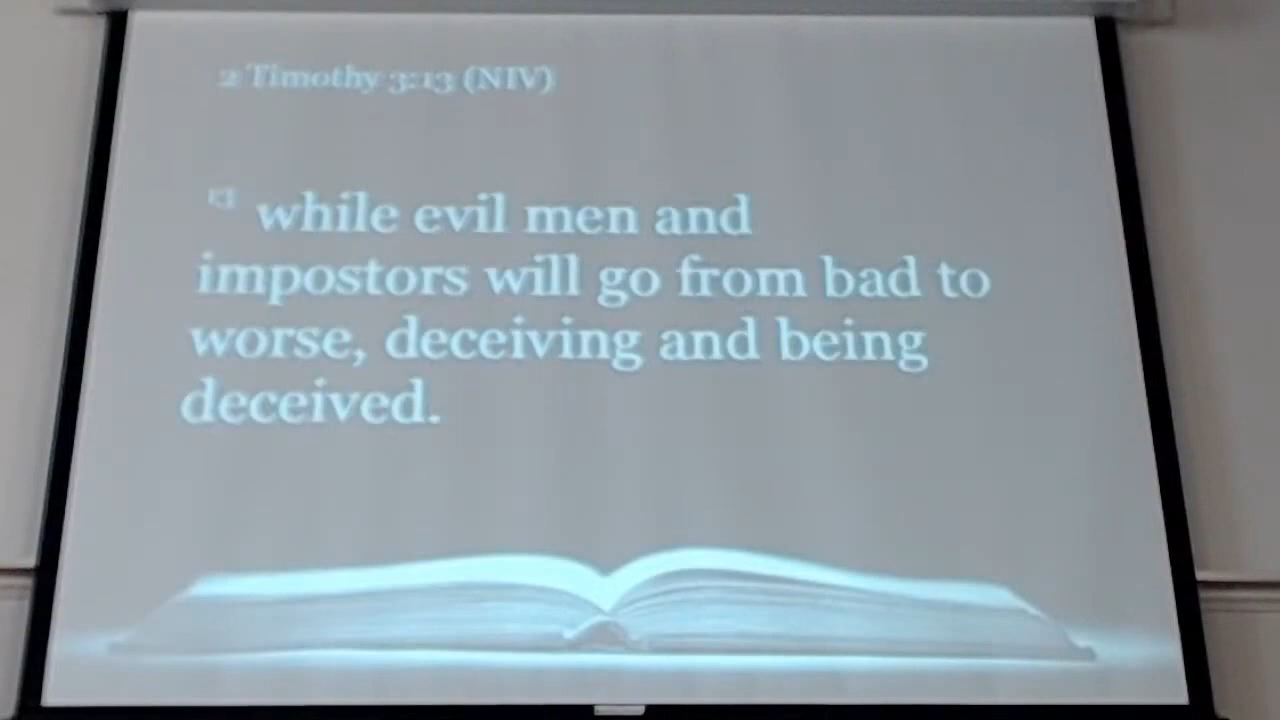 2 Timothy 3:13 (NIV)
13 while evil men and
impostors will go from bad to
worse, deceiving and being
deceived.